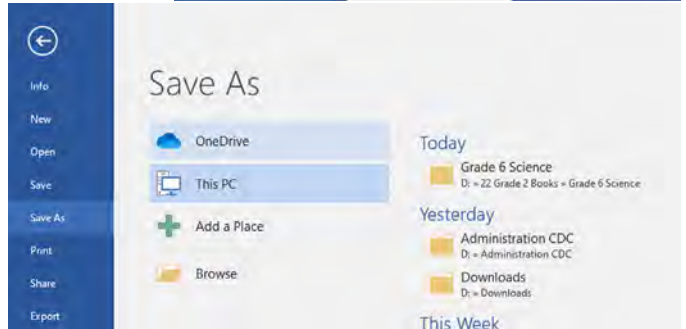 Info
New
Open
Save
Save As
Print
Share
Export
Save As
OneDrive
This PC
Add a Place
Browse
Today
Grade 6 Science
D: » 22 Grade 2 Books » Grade 6 Science
Yesterday
Administration CDC
D: » Administration CDC
Downloads
D: » Downloads
This Week